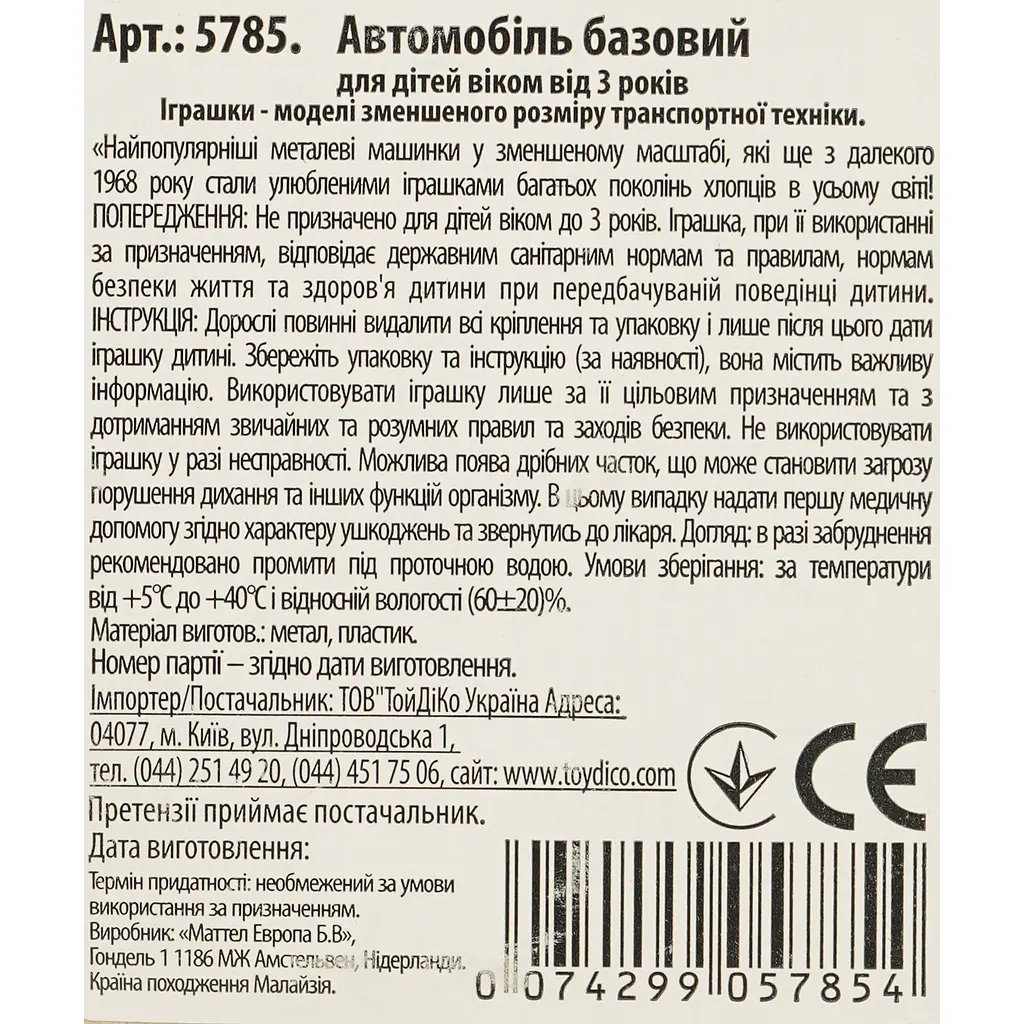 Арт.: 5785. Автомобіль базовий
для дітей віком від 3 років
Іграшки - моделі зменшеного розміру транспортної техніки.
«Найпопулярніші металеві машинки у зменшеному масштабі, які ще з далекого
1968 року стали улюбленими іграшками багатьох поколінь хлопців в усьому світі!
ПОПЕРЕДЖЕННЯ: Не призначено для дітей віком до 3 років. Іграшка, при її використанні
за призначенням, відповідає державним санітарним нормам та правилам, нормам
безпеки життя та здоров'я дитини при передбачуваній поведінці дитини.
ІНСТРУКЦІЯ: Дорослі повинні видалити всі кріплення та упаковку і лише після цього дати
іграшку дитині. Збережіть упаковку та інструкцію (за наявності), вона містить важливу
інформацію. Використовувати іграшку лише за її цільовим призначенням та з
дотриманням звичайних та розумних правил та заходів безпеки. Не використовувати
іграшку у разі несправності. Можлива поява дрібних часток, що може становити загрозу
порушення дихання та інших функцій організму. В цьому випадку надати першу медичну
допомогу згідно характеру ушкоджень та звернутись до лікаря. Догляд: в разі забруднення
рекомендовано промити під проточною водою. Умови зберігання: за температури
від +5°C до +40°C і відносній вологості (60±20)%.
Матеріал виготов.: метал, пластик.
Номер партії – згідно дати виготовлення.
Імпортер/Постачальник: ТОВ"ТойДіКо Україна Адреса:
04077, м. Київ, вул. Дніпроводська 1,
тел. (044) 251 49 20, (044) 451 75 06, сайт: www.toydico.com
Претензії приймає постачальник.
Дата виготовлення:
Термін придатності: необмежений за умови
використання за призначенням.
Виробник: «Маттел Европа Б.В»,
Гондель 1 1186 МЖ Амстельвен, Нідерланди.
Країна походження Малайзія.
CE
0 074299 057854